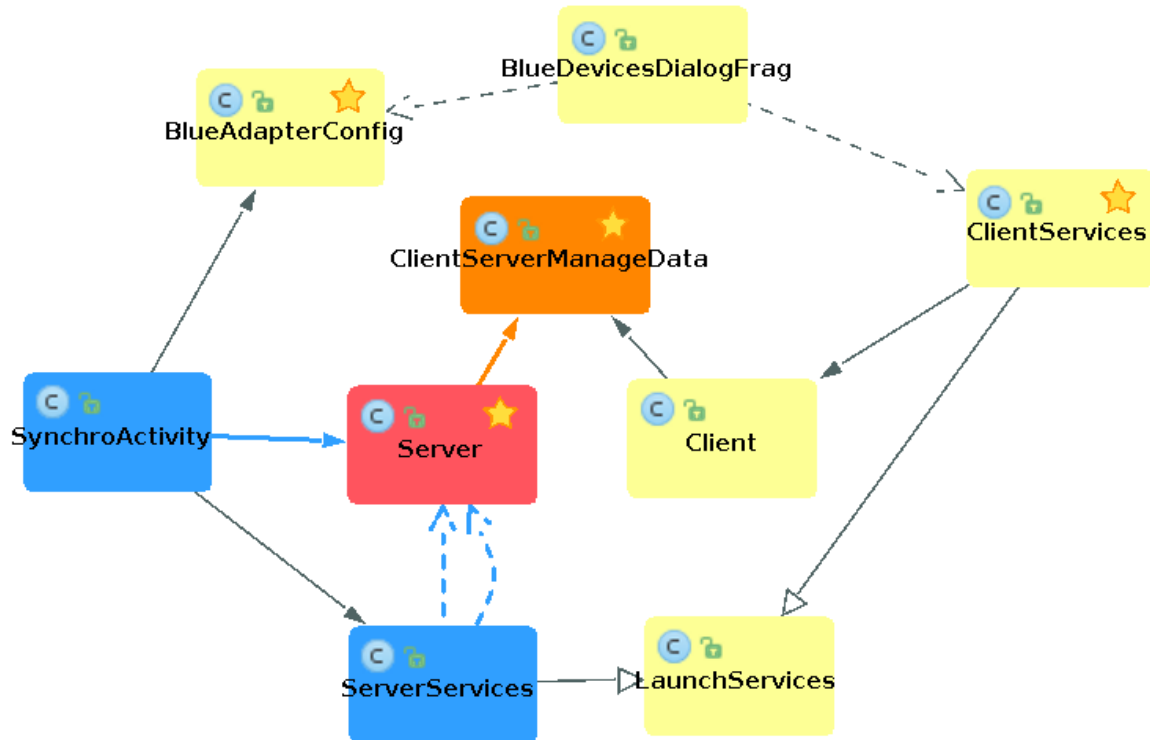 BlueDevicesDialogFrag
BlueAdapterConfig
ClientServices
ClientServerManageData
SynchroActivity
Server
Client
ServerServices
LaunchServices